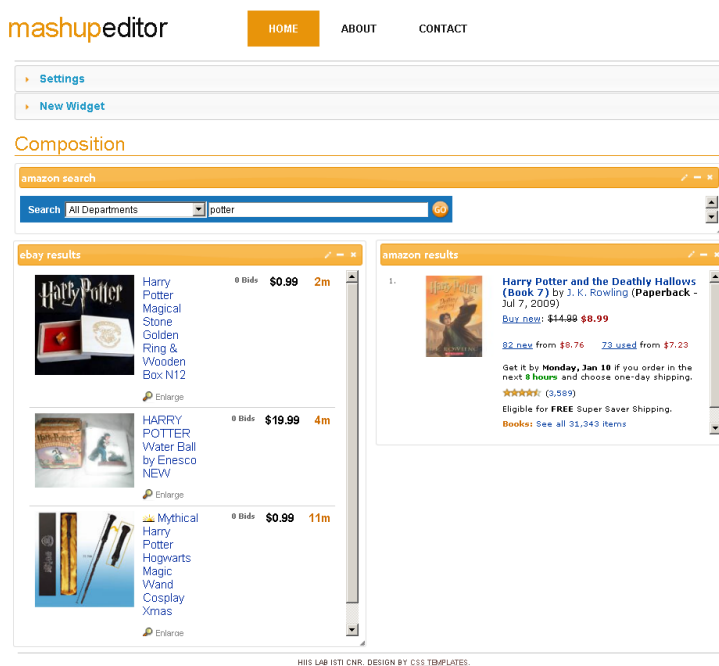 mashupeditor
HOME ABOUT CONTACT
Settings
New Widget
Composition
amazon search
Search All Departments potter GO
ebay results
Harry Potter
Harry
Potter
Magical
Stone
Golden
Ring &
Wooden
Box N12
0 Bids $0.99 2m
Enlarge
HARRY
POTTER
Water Ball
by Enesco
NEW
0 Bids $19.99 4m
Enlarge
Mythical
Harry
Potter
Hogwarts
Magic
Wand
Cosplay
Xmas
0 Bids $0.99 11m
Enlarge
amazon results
1.
Harry Potter
Harry Potter and the Deathly Hallows
(Book 7) by J. K. Rowling (Paperback -
Jul 7, 2009)
Buy new: $14.99 $8.99
82 new from $8.76 73 used from $7.23
Get it by Monday, Jan 10 if you order in the
next 8 hours and choose one-day shipping.
(3,589)
Eligible for FREE Super Saver Shipping.
Books: See all 31,343 items
HIIS LAB ISTI CNR. DESIGN BY CSS TEMPLATES.